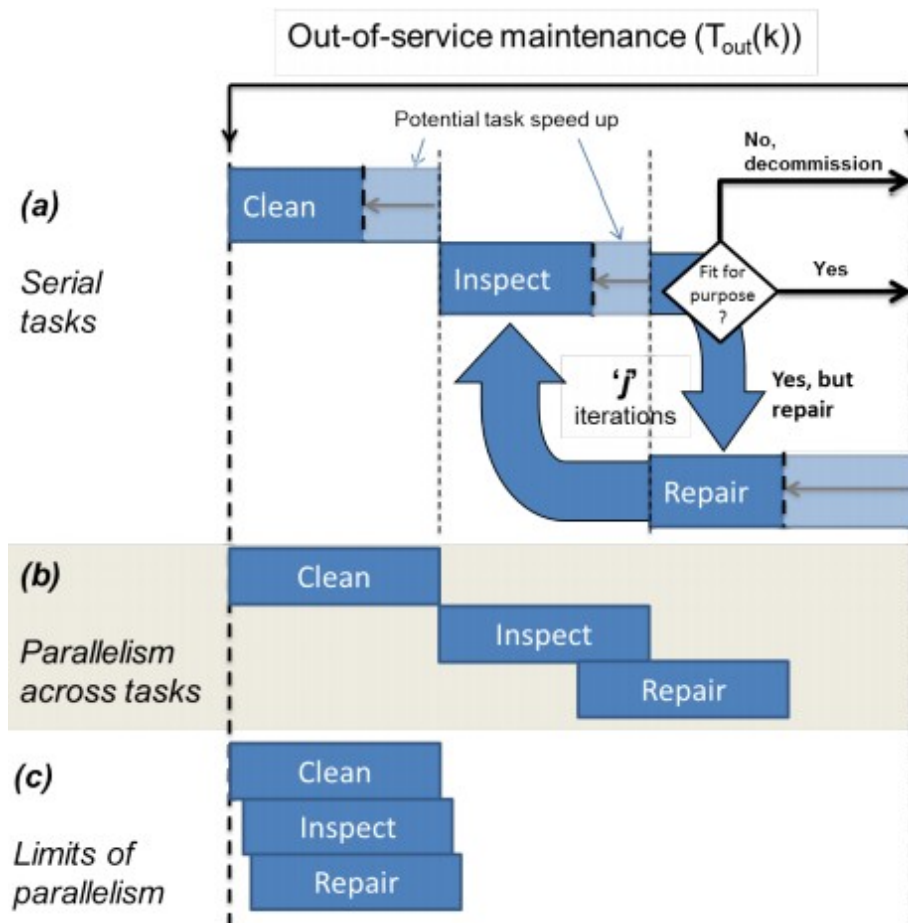 Out-of-service maintenance (Tout(k))
Potential task speed up
No,
decommission
(a)
Clean
Serial
tasks
Inspect
Fit for
purpose
?
Yes
‘j’
iterations
Yes, but
repair
Repair
(b)
Clean
Parallelism
across tasks
Inspect
Repair
(c)
Clean
Limits of
parallelism
Inspect
Repair